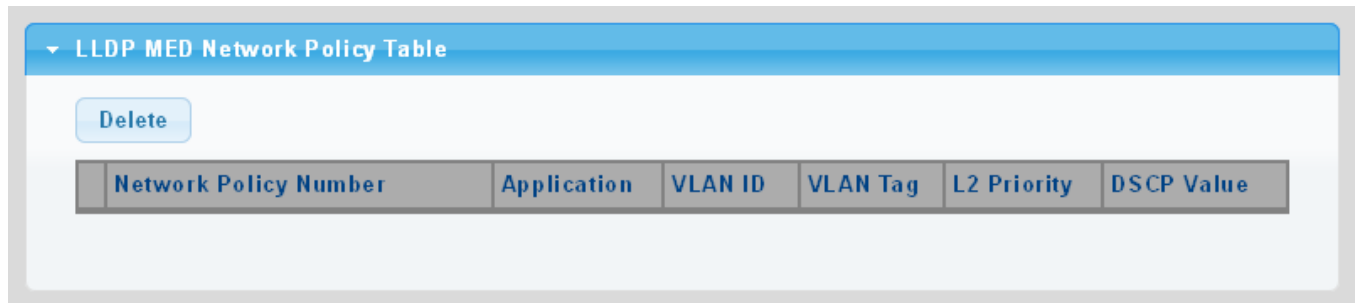 LLDP MED Network Policy Table
Delete
Network Policy Number Application VLAN ID VLAN Tag L2 Priority DSCP Value